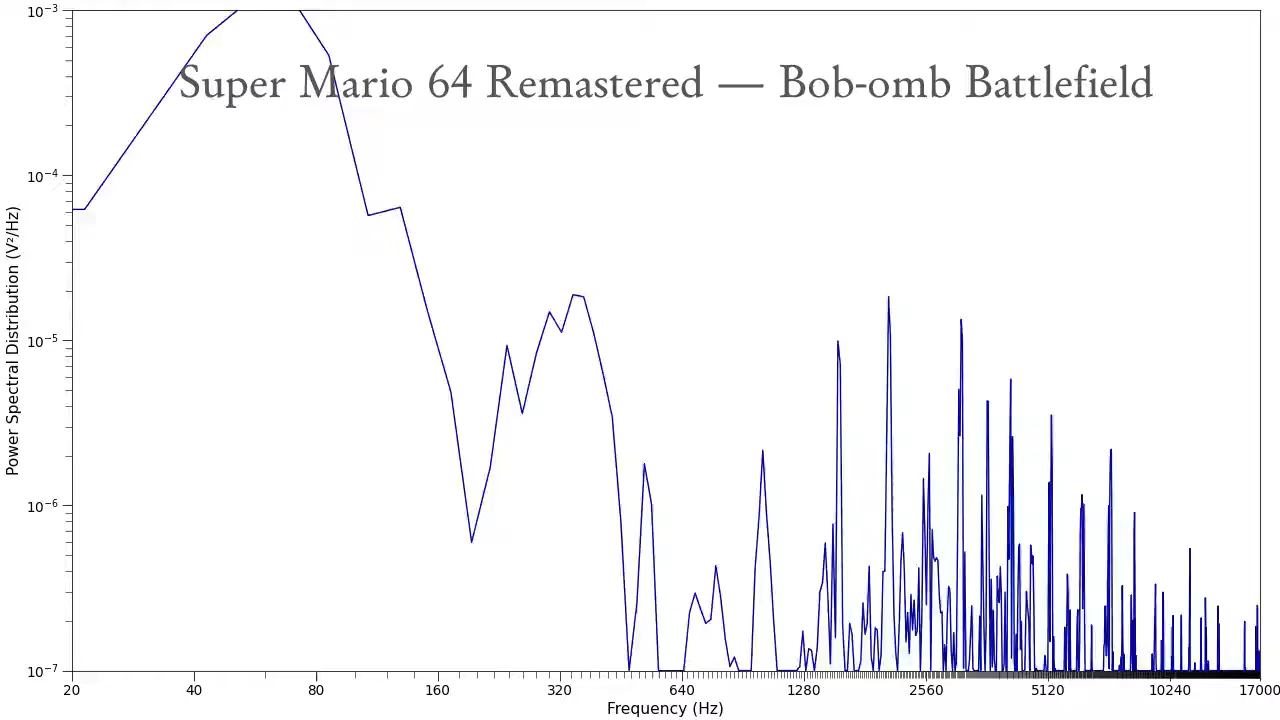 Super Mario 64 Remastered — Bob-omb Battlefield
10⁻³
10⁻⁴
10⁻⁵
10⁻⁶
10⁻⁷
Power Spectral Distribution (V²/Hz)
20 40 80 160 320 640 1280 2560 5120 10240 17000
Frequency (Hz)